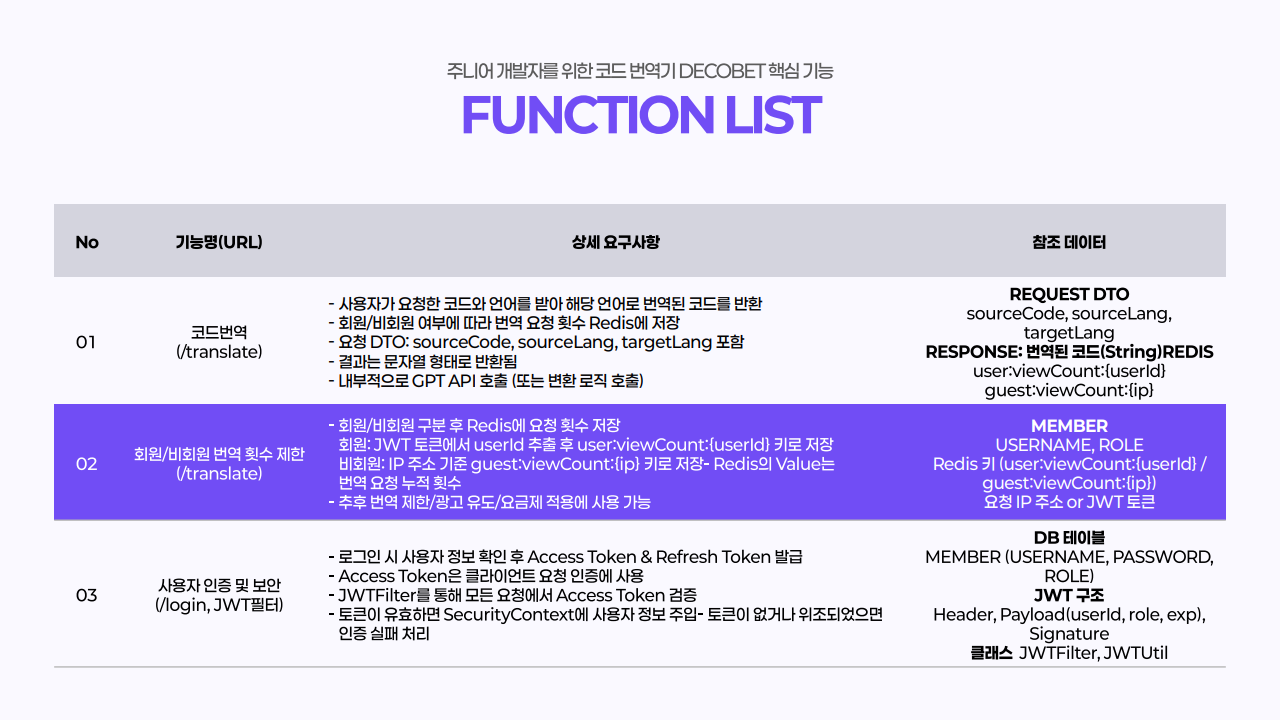 주니어 개발자를 위한 코드 번역기 DECOBET 핵심 기능
FUNCTION LIST
No
기능명(URL)
상세 요구사항
참조 데이터
01
코드번역
(/translate)
- 사용자가 요청한 코드와 언어를 받아 해당 언어로 번역된 코드를 반환
- 회원/비회원 여부에 따라 번역 요청 횟수 Redis에 저장
- 요청 DTO: sourceCode, sourceLang, targetLang 포함
- 결과는 문자열 형태로 반환됨
- 내부적으로 GPT API 호출 (또는 변환 로직 호출)
REQUEST DTO
sourceCode, sourceLang,
targetLang
RESPONSE: 번역된 코드(String)REDIS
user:viewCount:{userId}
guest:viewCount:{ip}
02
회원/비회원 번역 횟수 제한
(/translate)
- 회원/비회원 구분 후 Redis에 요청 횟수 저장
회원: JWT 토큰에서 userId 추출 후 user:viewCount:{userId} 키로 저장
비회원: IP 주소 기준 guest:viewCount:{ip} 키로 저장- Redis의 Value는
번역 요청 누적 횟수
- 추후 번역 제한/광고 유도/요금제 적용에 사용 가능
MEMBER
USERNAME, ROLE
Redis 키 (user:viewCount:{userId} /
guest:viewCount:{ip})
요청 IP 주소 or JWT 토큰
03
사용자 인증 및 보안
(/login, JWT필터)
- 로그인 시 사용자 정보 확인 후 Access Token & Refresh Token 발급
- Access Token은 클라이언트 요청 인증에 사용
- JWTFilter를 통해 모든 요청에서 Access Token 검증
- 토큰이 유효하면 SecurityContext에 사용자 정보 주입- 토큰이 없거나 위조되었으면
인증 실패 처리
DB 테이블
MEMBER (USERNAME, PASSWORD,
ROLE)
JWT 구조
Header, Payload(userId, role, exp),
Signature
클래스 JWTFilter, JWTUtil